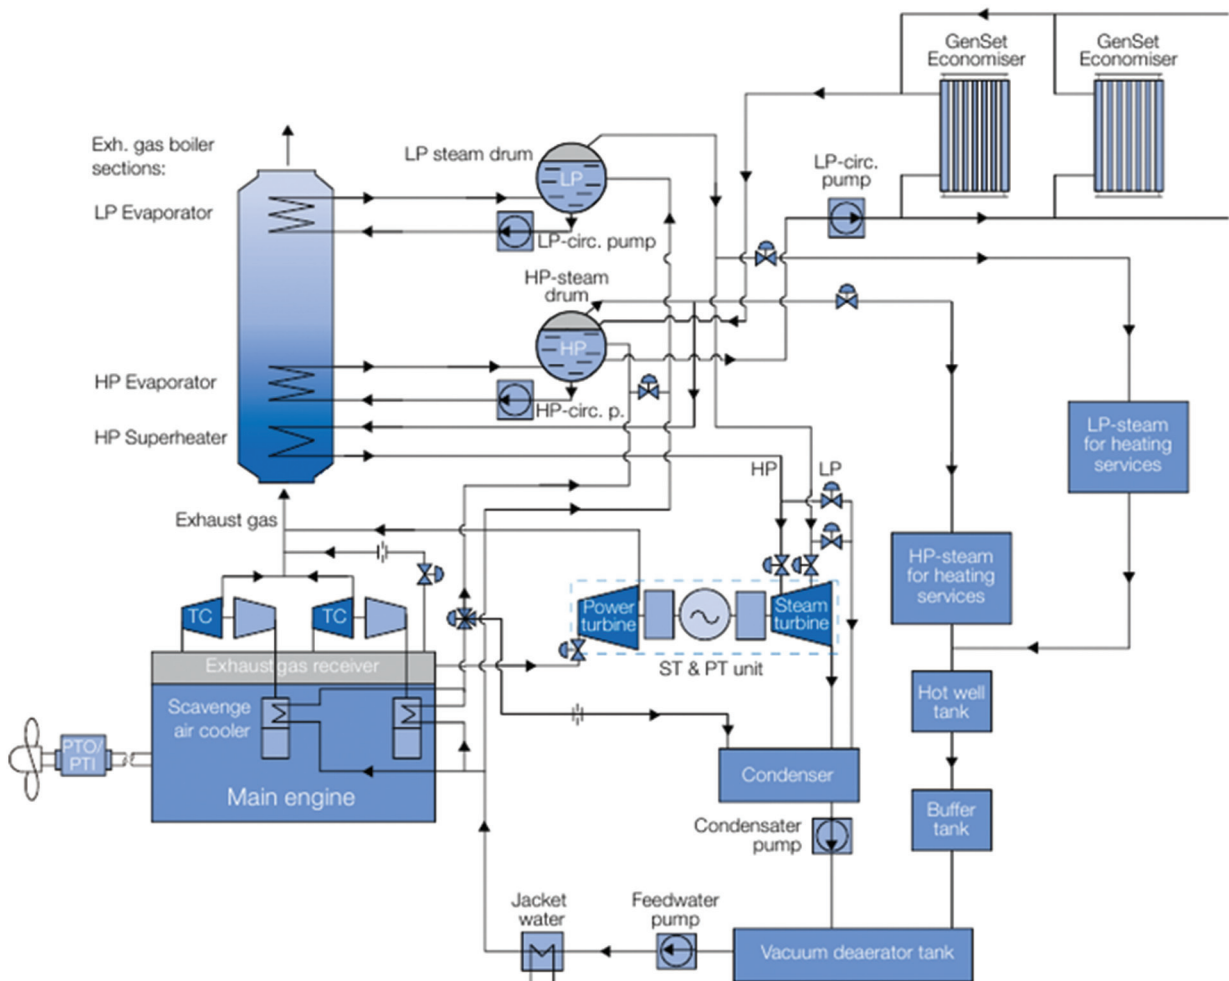 GenSet
Economiser
GenSet
Economiser
Exh. gas boiler
sections:
LP steam drum
LP
LP-circ.
pump
LP Evaporator
LP-circ. pump
HP-steam
drum
HP
HP Evaporator
HP-circ. p.
HP Superheater
LP-steam
for heating
services
HP
LP
Exhaust gas
HP-steam
for heating
services
TC
TC
Power
turbine
Steam
turbine
Exhaust gas receiver
ST & PT unit
Scavenge
air cooler
Hot well
tank
PTO/
PTI
Main engine
Condenser
Buffer
tank
Condensater
pump
Jacket
water
Feedwater
pump
Vacuum deaerator tank